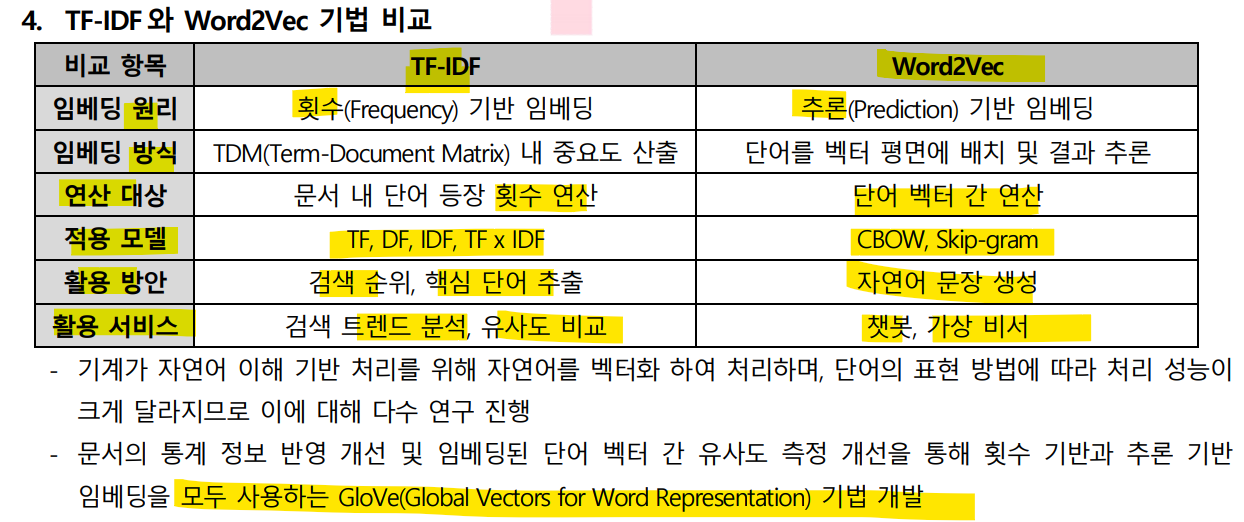 4. TF-IDF와 Word2Vec 기법 비교
비교 항목 TF-IDF Word2Vec
임베딩 원리 횟수(Frequency) 기반 임베딩 추론(Prediction) 기반 임베딩
임베딩 방식 TDM(Term-Document Matrix) 내 중요도 산출 단어를 벡터 평면에 배치 및 결과 추론
연산 대상 문서 내 단어 등장 횟수 연산 단어 벡터 간 연산
적용 모델 TF, DF, IDF, TF x IDF CBOW, Skip-gram
활용 방안 검색 순위, 핵심 단어 추출 자연어 문장 생성
활용 서비스 검색 트렌드 분석, 유사도 비교 챗봇, 가상 비서
- 기계가 자연어 이해 기반 처리를 위해 자연어를 벡터화 하여 처리하며, 단어의 표현 방법에 따라 처리 성능이
크게 달라지므로 이에 대해 다수 연구 진행
- 문서의 통계 정보 반영 개선 및 임베딩된 단어 벡터 간 유사도 측정 개선을 통해 횟수 기반과 추론 기반
임베딩을 모두 사용하는 GloVe(Global Vectors for Word Representation) 기법 개발